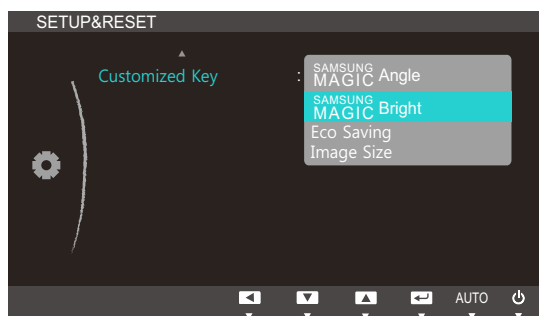 SETUP&RESET
Customized Key : SAMSUNG MAGIC Angle
SAMSUNG MAGIC Bright
Eco Saving
Image Size
AUTO